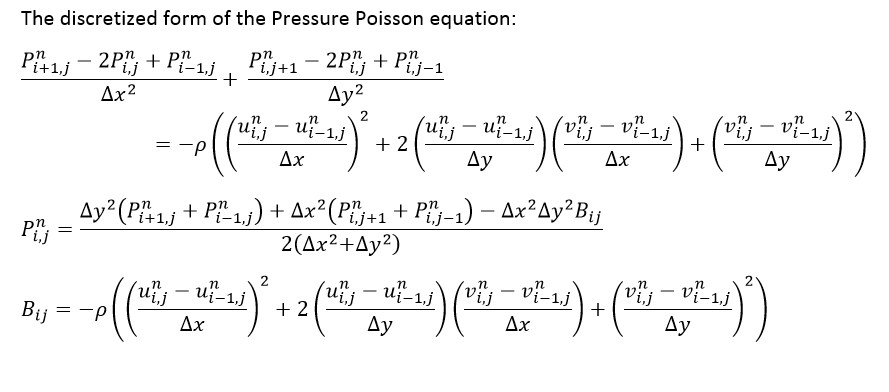 The discretized form of the Pressure Poisson equation:
\frac{P_{i+1,j}^{n} - 2P_{i,j}^{n} + P_{i-1,j}^{n}}{\Delta x^2} + \frac{P_{i,j+1}^{n} - 2P_{i,j}^{n} + P_{i,j-1}^{n}}{\Delta y^2}
= -\rho\left(\left(\frac{u_{i,j}^{n} - u_{i-1,j}^{n}}{\Delta x}\right)^2 + 2\left(\frac{u_{i,j}^{n} - u_{i-1,j}^{n}}{\Delta y}\right)\left(\frac{v_{i,j}^{n} - v_{i-1,j}^{n}}{\Delta x}\right) + \left(\frac{v_{i,j}^{n} - v_{i-1,j}^{n}}{\Delta y}\right)^2\right)
P_{i,j}^{n} = \frac{\Delta y^2(P_{i+1,j}^{n} + P_{i-1,j}^{n}) + \Delta x^2(P_{i,j+1}^{n} + P_{i,j-1}^{n}) - \Delta x^2 \Delta y^2 B_{ij}}{2(\Delta x^2 + \Delta y^2)}
B_{ij} = -\rho\left(\left(\frac{u_{i,j}^{n} - u_{i-1,j}^{n}}{\Delta x}\right)^2 + 2\left(\frac{u_{i,j}^{n} - u_{i-1,j}^{n}}{\Delta y}\right)\left(\frac{v_{i,j}^{n} - v_{i-1,j}^{n}}{\Delta x}\right) + \left(\frac{v_{i,j}^{n} - v_{i-1,j}^{n}}{\Delta y}\right)^2\right)